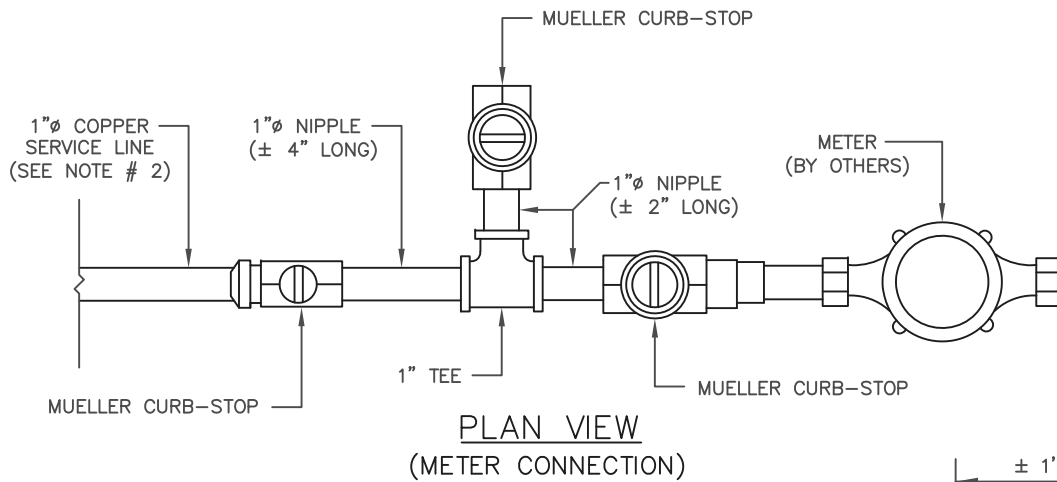 MUELLER CURB-STOP
1"ø COPPER
SERVICE LINE
(SEE NOTE # 2)
1"ø NIPPLE
(± 4" LONG)
METER
(BY OTHERS)
1"ø NIPPLE
(± 2" LONG)
1" TEE
MUELLER CURB-STOP
MUELLER CURB-STOP
PLAN VIEW
(METER CONNECTION)
± 1'